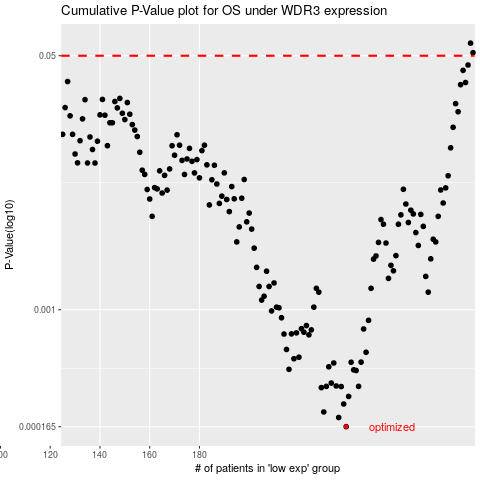 Cumulative P-Value plot for OS under WDR3 expression
0.05
P-Value(log10)
0.001
0.000165
optimized
00 120 140 160 180
# of patients in 'low exp' group